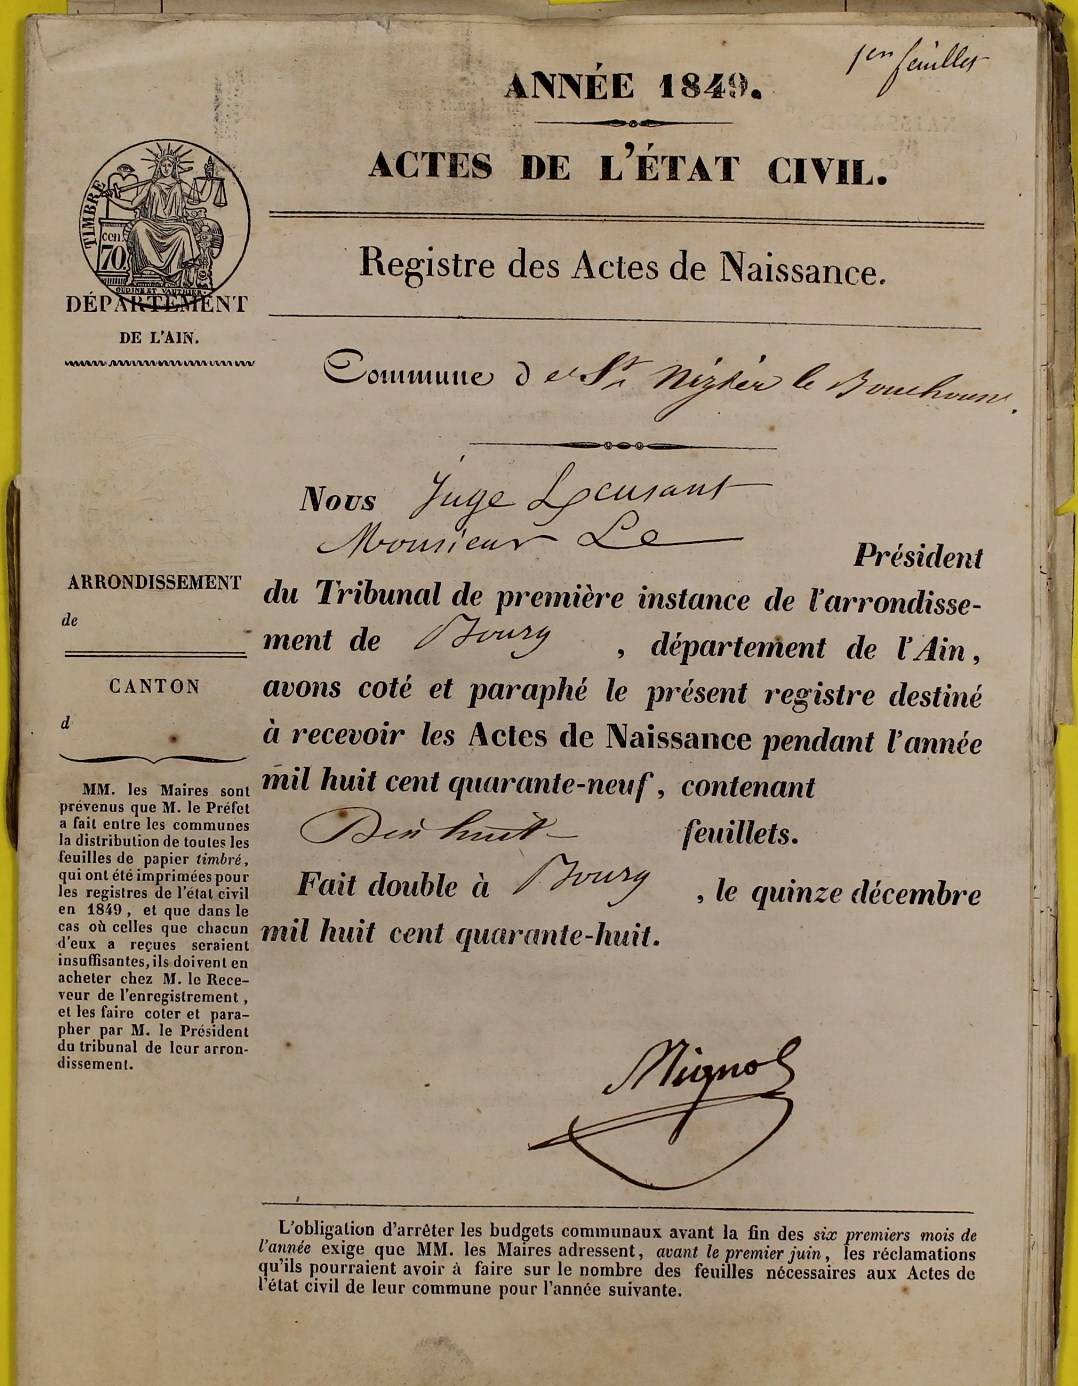 1er feuillet
ANNÉE 1849.
ACTES DE L'ÉTAT CIVIL.
TIMBRE
cen.
70
OUDINÉ ET VAUTHIER.
DÉPARTEMENT
DE L'AIN.
Registre des Actes de Naissance.
Commune de St Nizier le Bouchoux.
Nous Juge
Monsieur Le Président
du Tribunal de première instance de l'arrondisse-
ment de Bourg, département de l'Ain,
avons coté et paraphé le présent registre destiné
à recevoir les Actes de Naissance pendant l'année
mil huit cent quarante-neuf, contenant
Dix huit feuillets.
Fait double à Bourg, le quinze décembre
mil huit cent quarante-huit.
Mignot
ARRONDISSEMENT
de
CANTON
d
MM. les Maires sont
prévenus que M. le Préfet
a fait entre les communes
la distribution de toutes les
feuilles de papier timbré,
qui ont été imprimées pour
les registres de l'état civil
en 1849, et que dans le
cas où celles que chacun
d'eux a reçues seraient
insuffisantes, ils doivent en
acheter chez M. le Rece-
veur de l'enregistrement,
et les faire coter et para-
pher par M. le Président
du tribunal de leur arron-
dissement.
L'obligation d'arrêter les budgets communaux avant la fin des six premiers mois de
l'année exige que MM. les Maires adressent, avant le premier juin, les réclamations
qu'ils pourraient avoir à faire sur le nombre des feuilles nécessaires aux Actes de
l'état civil de leur commune pour l'année suivante.